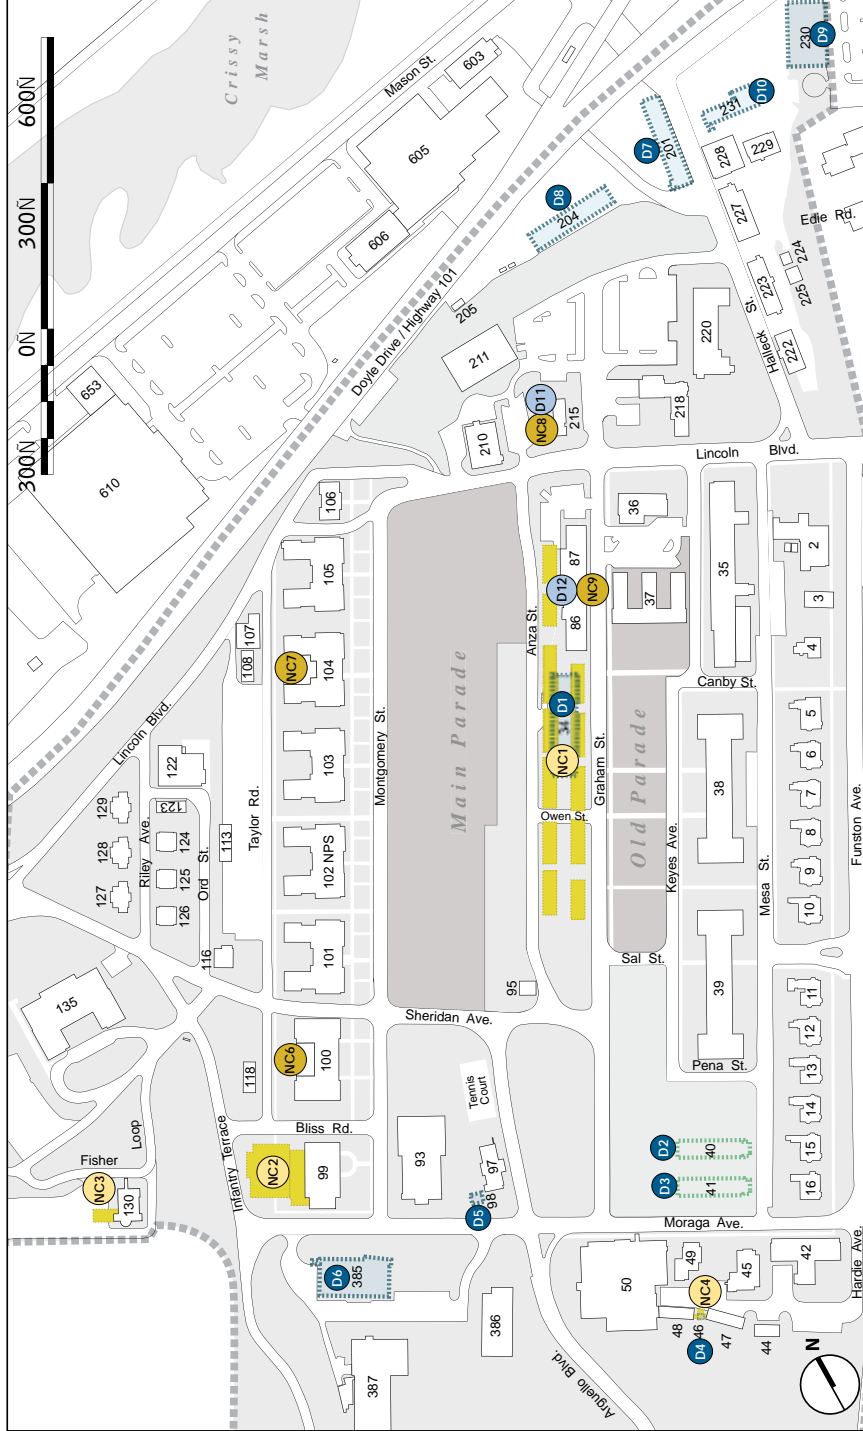 300Ñ 0Ñ 300Ñ 600Ñ
Crissy
Marsh
Mason St.
603
605
606
653
610
Doyle Drive / Highway 101
205
211
210
D8
204
D7
201
D10
231
230
D9
228
229
227
Edie Rd.
224
225
223
222
Halleck St.
220
218
NC8
D11
215
Lincoln Blvd.
106
105
107
108
NC7
104
103
102 NPS
101
113
Taylor Rd.
Montgomery St.
Lincoln Blvd.
122
123
124
125
126
129
128
127
Riley Ave.
Ord St.
116
135
Main Parade
Anza St.
87
86
D12
NC9
D1
34
NC1
Owen St.
Graham St.
36
37
35
2
3
4
Old Parade
Canby St.
Keyes Ave.
38
39
Mesa St.
5
6
7
8
9
10
Funston Ave.
Sal St.
95
Sheridan Ave.
11
12
13
14
15
16
Pena St.
NC6
100
118
Bliss Rd.
Tennis
Court
Infantry Terrace
Fisher
Loop
NC3
130
NC2
99
93
97
98
D5
D2
40
D3
41
Moraga Ave.
D6
385
386
387
Arguello Blvd.
50
49
48
NC4
46
D4
47
45
44
42
Hardie Ave.
N